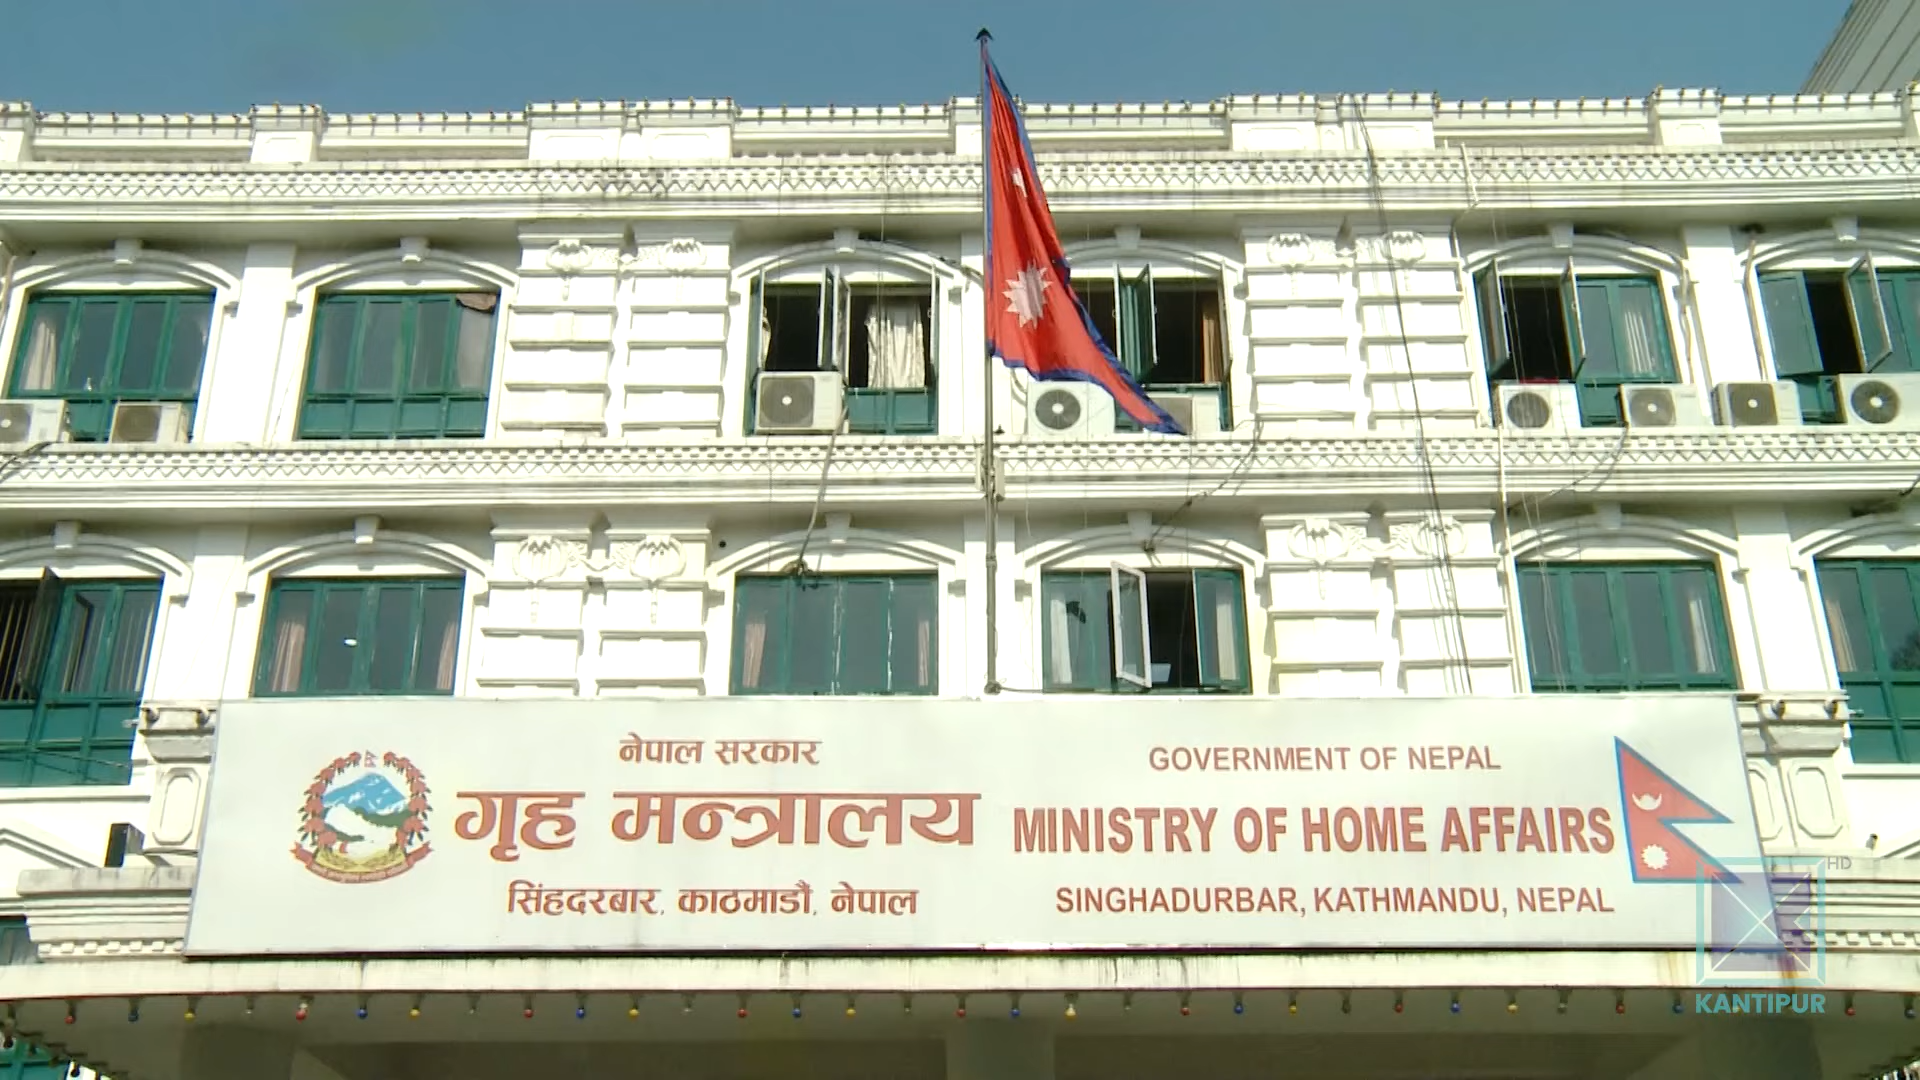 नेपाल सरकार
गृह मन्त्रालय
सिंहदरबार, काठमाडौं, नेपाल
GOVERNMENT OF NEPAL
MINISTRY OF HOME AFFAIRS
SINGHADURBAR, KATHMANDU, NEPAL
HD
KANTIPUR